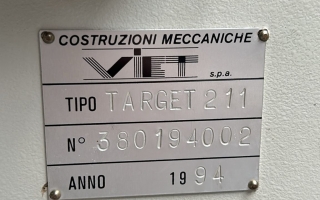 COSTRUZIONI MECCANICHE
VIET s.p.a.
TIPO TARGET 211
N° 380194002
ANNO 1994